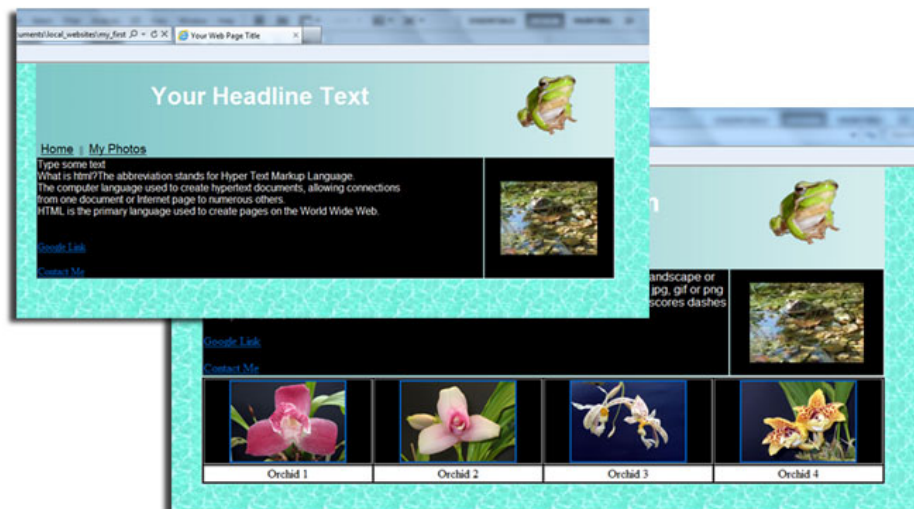 uments\local_websites\my_first
Your Web Page Title
Your Headline Text
Home || My Photos
Type some text
What is html?The abbreviation stands for Hyper Text Markup Language.
The computer language used to create hypertext documents, allowing connections
from one document or Internet page to numerous others.
HTML is the primary language used to create pages on the World Wide Web.
Google Link
Contact Me
andscape or
jpg, gif or png
scores dashes
Google Link
Contact Me
Orchid 1
Orchid 2
Orchid 3
Orchid 4